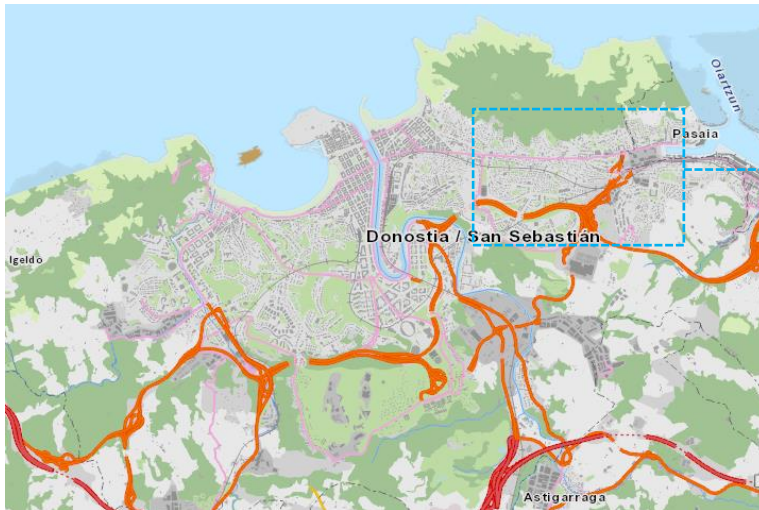 Oiartzun
Pasaia
Donostia / San Sebastián
Igeldo
Astigarraga